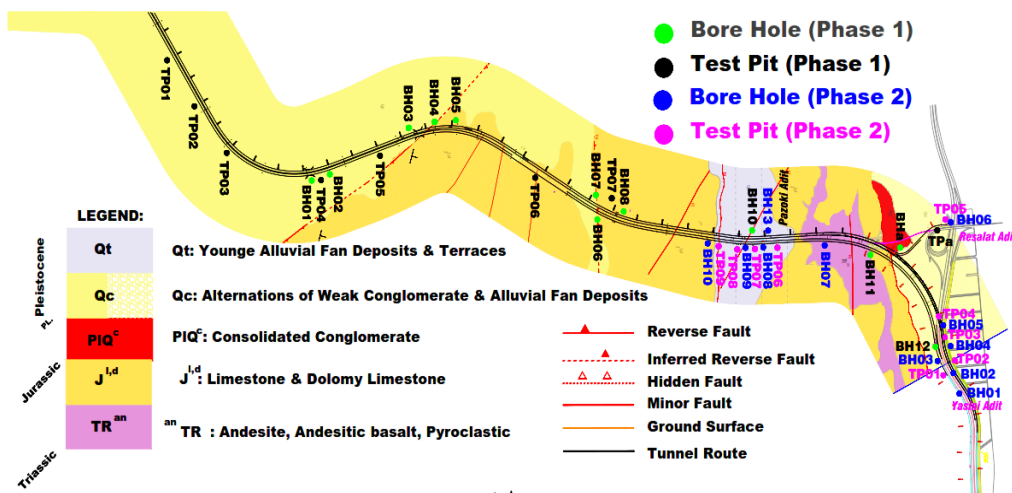 Bore Hole (Phase 1)
Test Pit (Phase 1)
Bore Hole (Phase 2)
Test Pit (Phase 2)
TP01
TP02
TP03
BH01
TP04
BH02
TP05
BH03
BH04
BH05
TP06
BH07
TP07
BH08
BH06
BH10
TP09
TP08
BH10
BH13
Pazoki Adit
BH09
TP07
BH08
TP06
BH07
BH11
BHa
TPa
TP05
BH06
Resalat Adi
TP04
BH05
TP03
BH12
BH04
BH03
TP02
TP01
BH02
BH01
Yasini Adit
LEGEND:
Pleistocene
PL.
Jurassic
Triassic
Qt
Qt: Younge Alluvial Fan Deposits & Terraces
Qc
Qc: Alternations of Weak Conglomerate & Alluvial Fan Deposits
PlQc
PlQc: Consolidated Conglomerate
Jl,d
Jl,d: Limestone & Dolomy Limestone
TRan
anTR : Andesite, Andesitic basalt, Pyroclastic
Reverse Fault
Inferred Reverse Fault
Hidden Fault
Minor Fault
Ground Surface
Tunnel Route